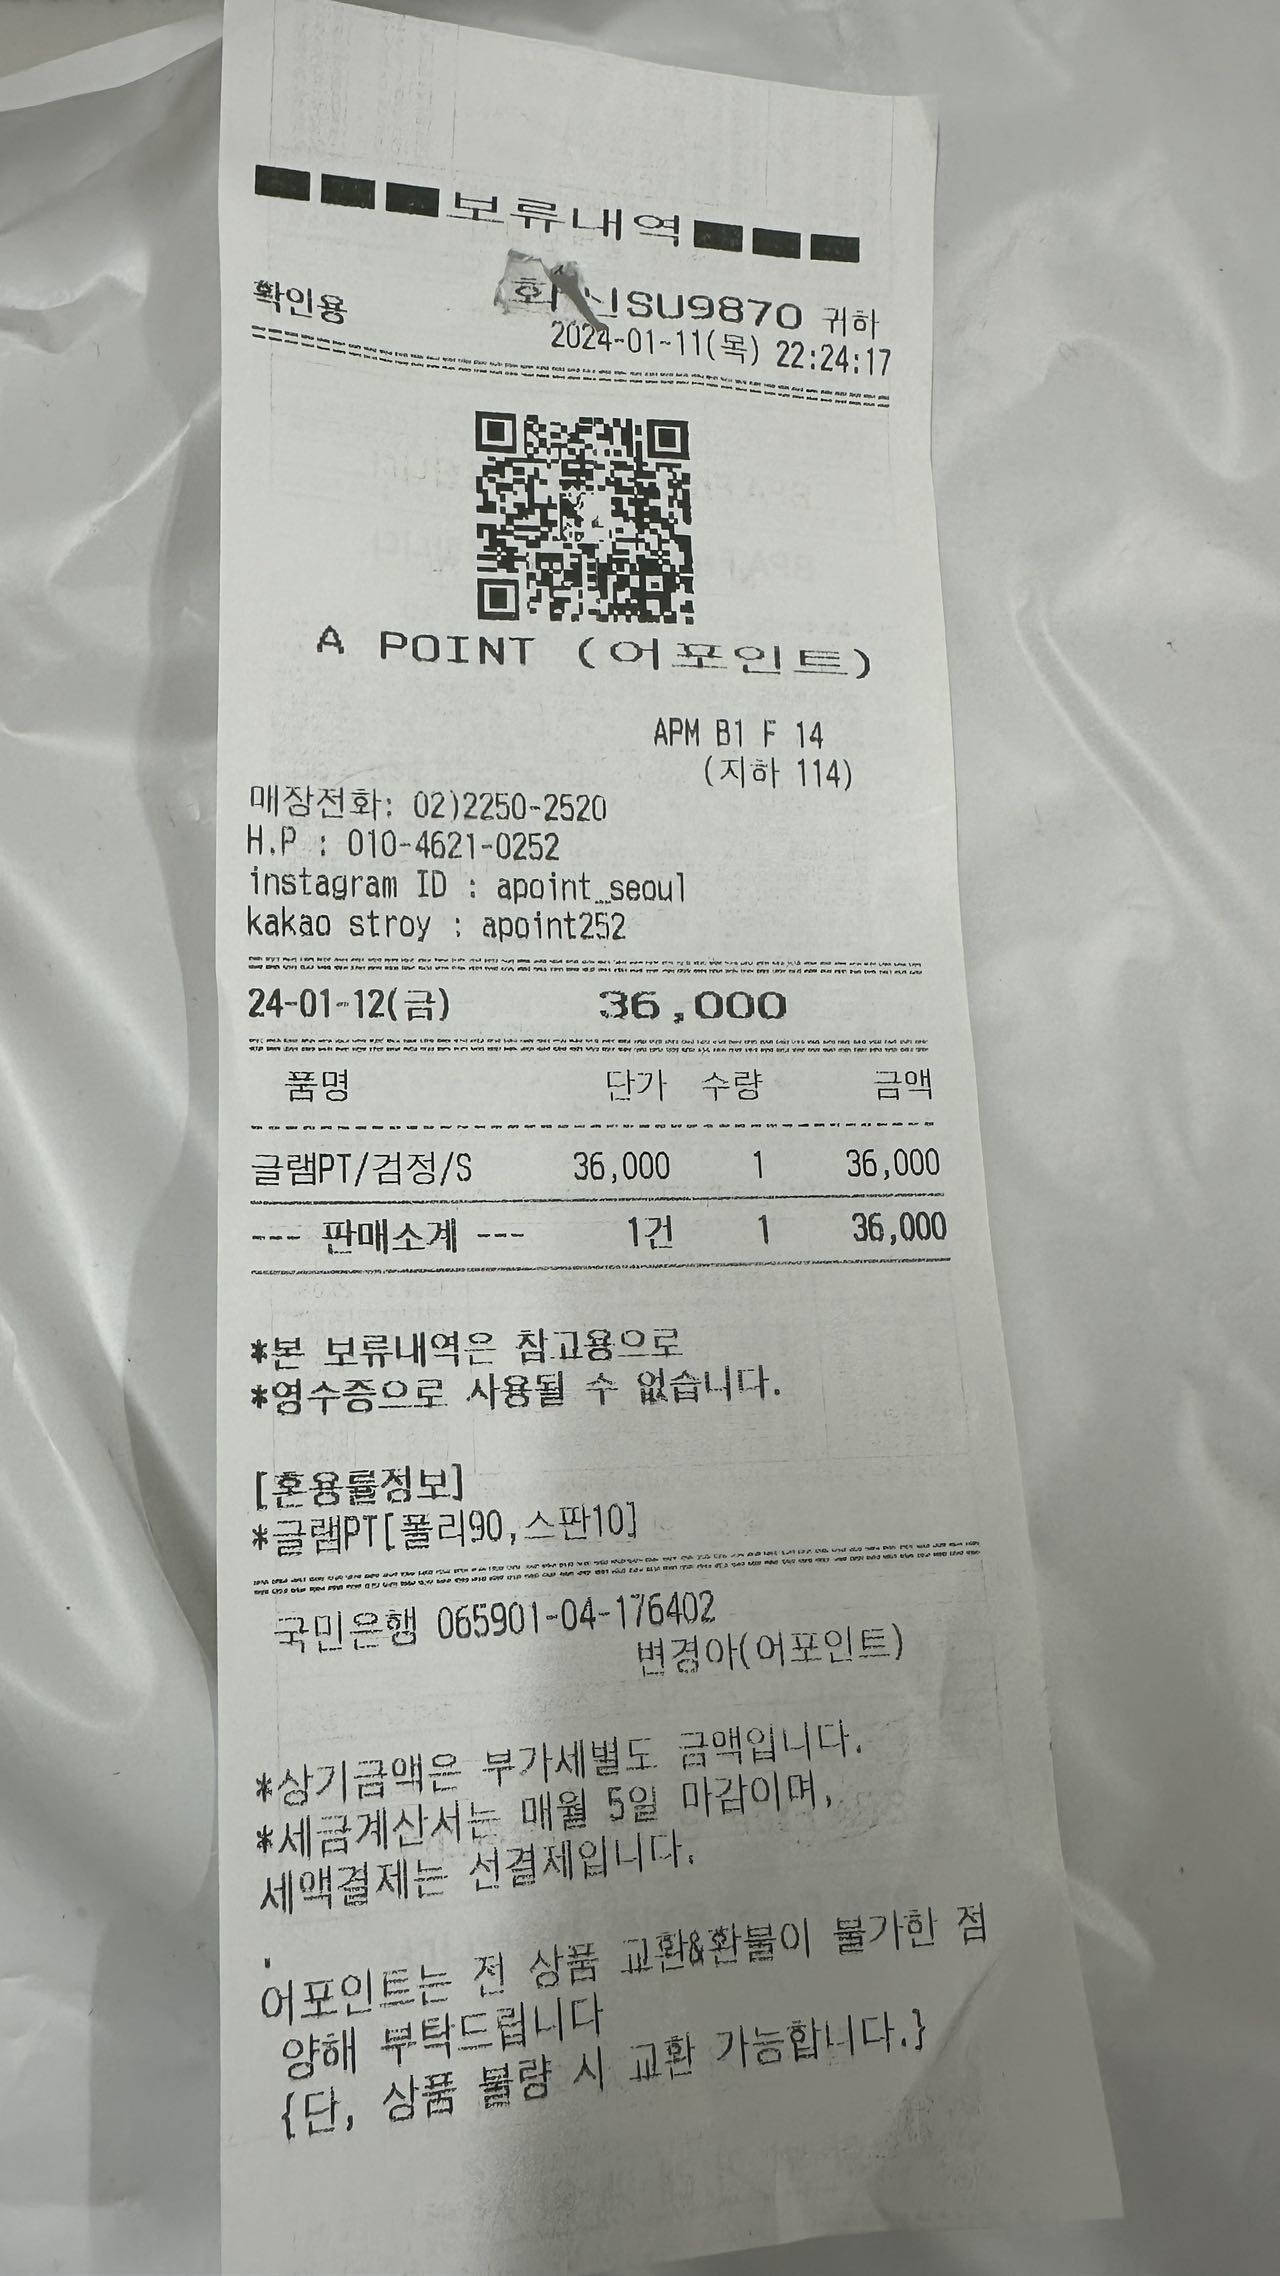 ■■■보류내역■■■
확인용 SU9870 귀하
2024-01-11(목) 22:24:17
A POINT (어포인트)
APM B1 F 14
(지하 114)
매장전화: 02)2250-2520
H.P : 010-4621-0252
instagram ID : apoint_seoul
kakao stroy : apoint252
24-01-12(금) 36,000
품명 단가 수량 금액
글램PT/검정/S 36,000 1 36,000
--- 판매소계 --- 1건 1 36,000
*본 보류내역은 참고용으로
*영수증으로 사용될 수 없습니다.
[혼용률정보]
*글램PT[폴리90,스판10]
국민은행 065901-04-176402
변경아(어포인트)
*상기금액은 부가세별도 금액입니다.
*세금계산서는 매월 5일 마감이며,
세액결제는 선결제입니다.
.
어포인트는 전 상품 교환&환불이 불가한 점
양해 부탁드립니다
{단, 상품 불량 시 교환 가능합니다.}